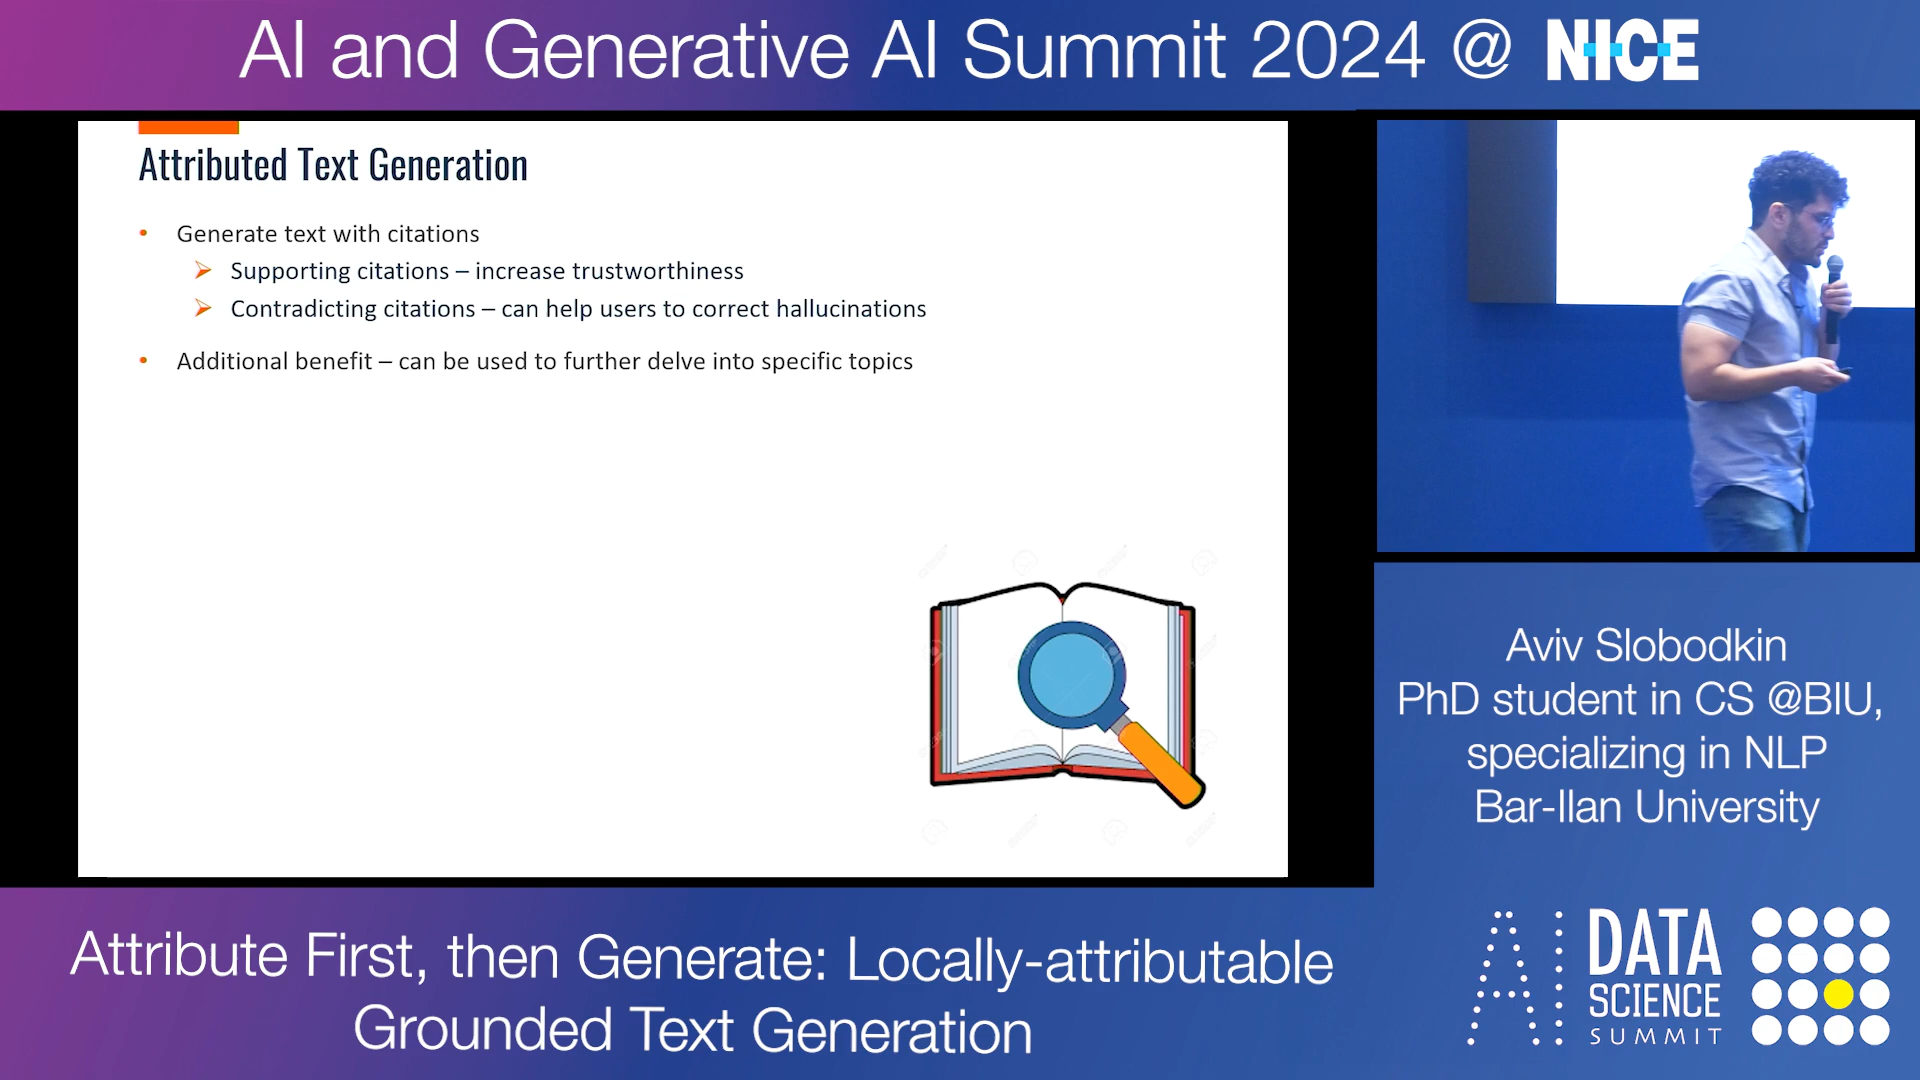 AI and Generative AI Summit 2024 @ NICE
Attributed Text Generation
• Generate text with citations
➢ Supporting citations – increase trustworthiness
➢ Contradicting citations – can help users to correct hallucinations
• Additional benefit – can be used to further delve into specific topics
Aviv Slobodkin
PhD student in CS @BIU,
specializing in NLP
Bar-Ilan University
Attribute First, then Generate: Locally-attributable
Grounded Text Generation
AI
DATA
SCIENCE
SUMMIT